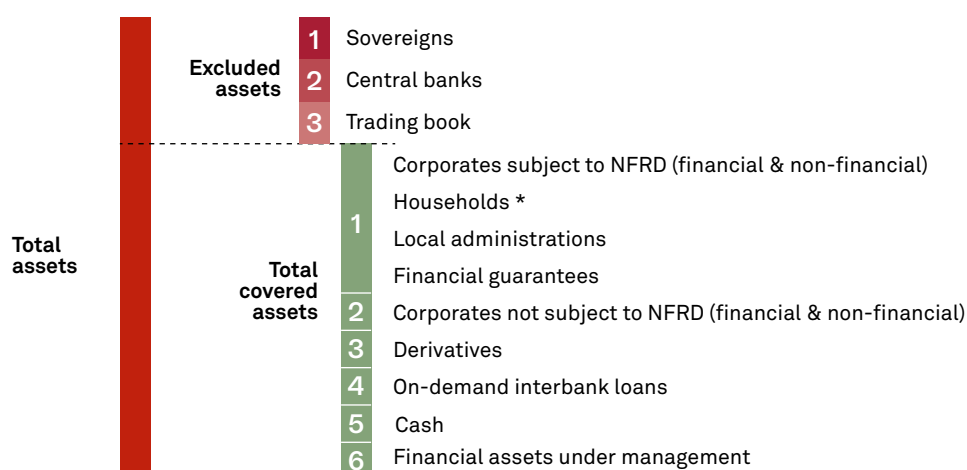 Excluded
assets
1 Sovereigns
2 Central banks
3 Trading book
Total
assets
Total
covered
assets
1
Corporates subject to NFRD (financial & non-financial)
Households *
Local administrations
Financial guarantees
2 Corporates not subject to NFRD (financial & non-financial)
3 Derivatives
4 On-demand interbank loans
5 Cash
6 Financial assets under management